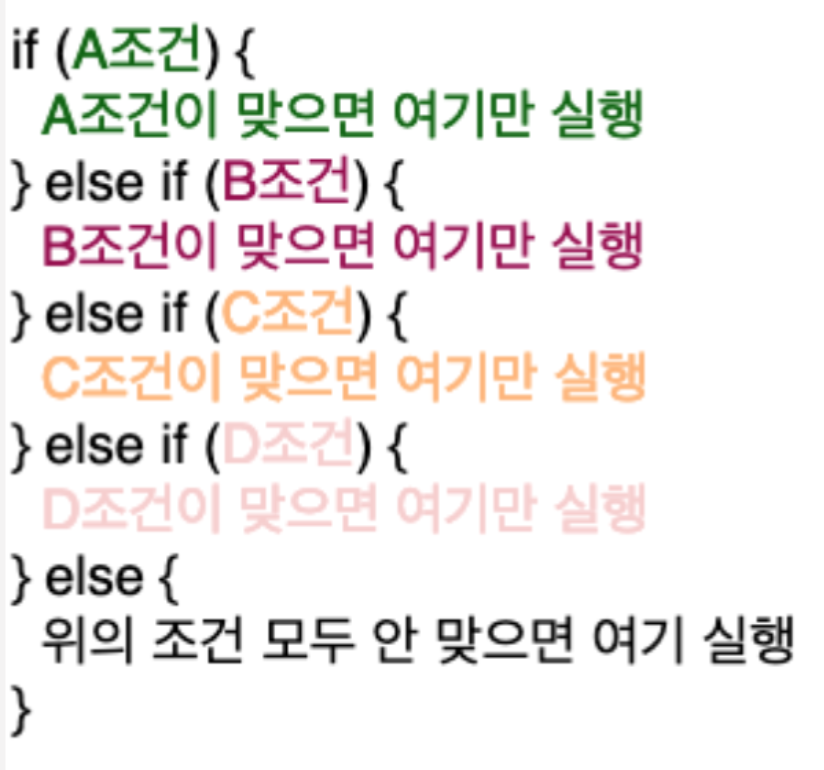 if (A조건) {
A조건이 맞으면 여기만 실행
} else if (B조건) {
B조건이 맞으면 여기만 실행
} else if (C조건) {
C조건이 맞으면 여기만 실행
} else if (D조건) {
D조건이 맞으면 여기만 실행
} else {
위의 조건 모두 안 맞으면 여기 실행
}